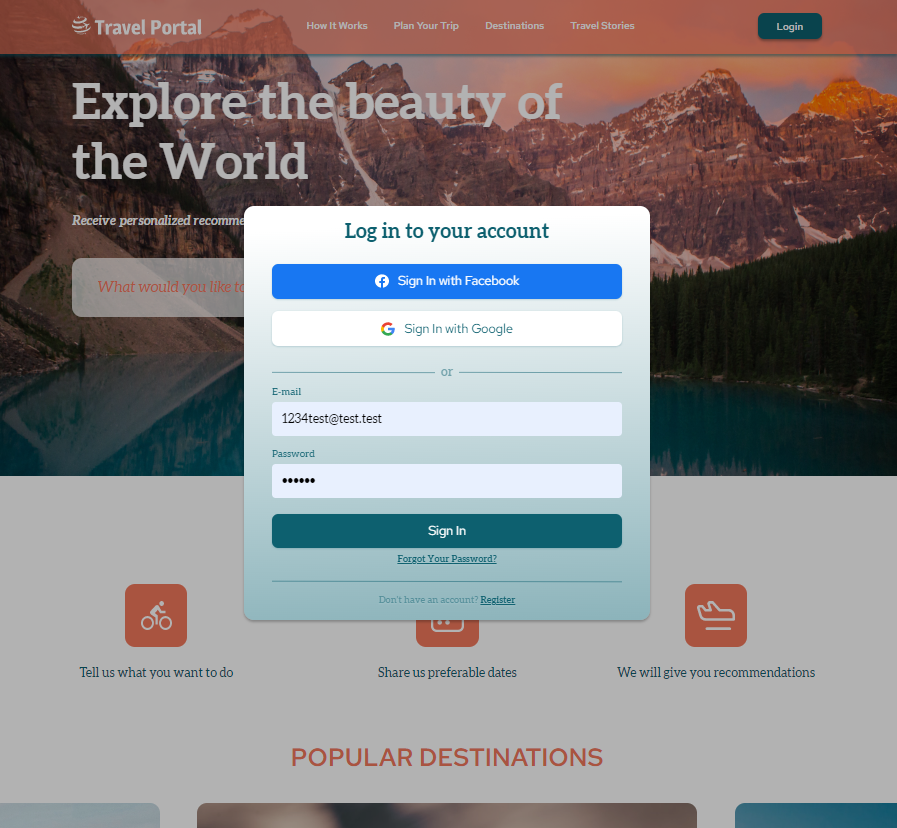 Travel Portal
How It Works
Plan Your Trip
Destinations
Travel Stories
Login
Explore the beauty of
the World
Receive personalized
What would you like to
Log in to your account
Sign In with Facebook
Sign In with Google
or
E-mail
1234test@test.test
Password
••••••
Sign In
Forgot Your Password?
Don't have an account? Register
Tell us what you want to do
Share us preferable dates
We will give you recommendations
POPULAR DESTINATIONS